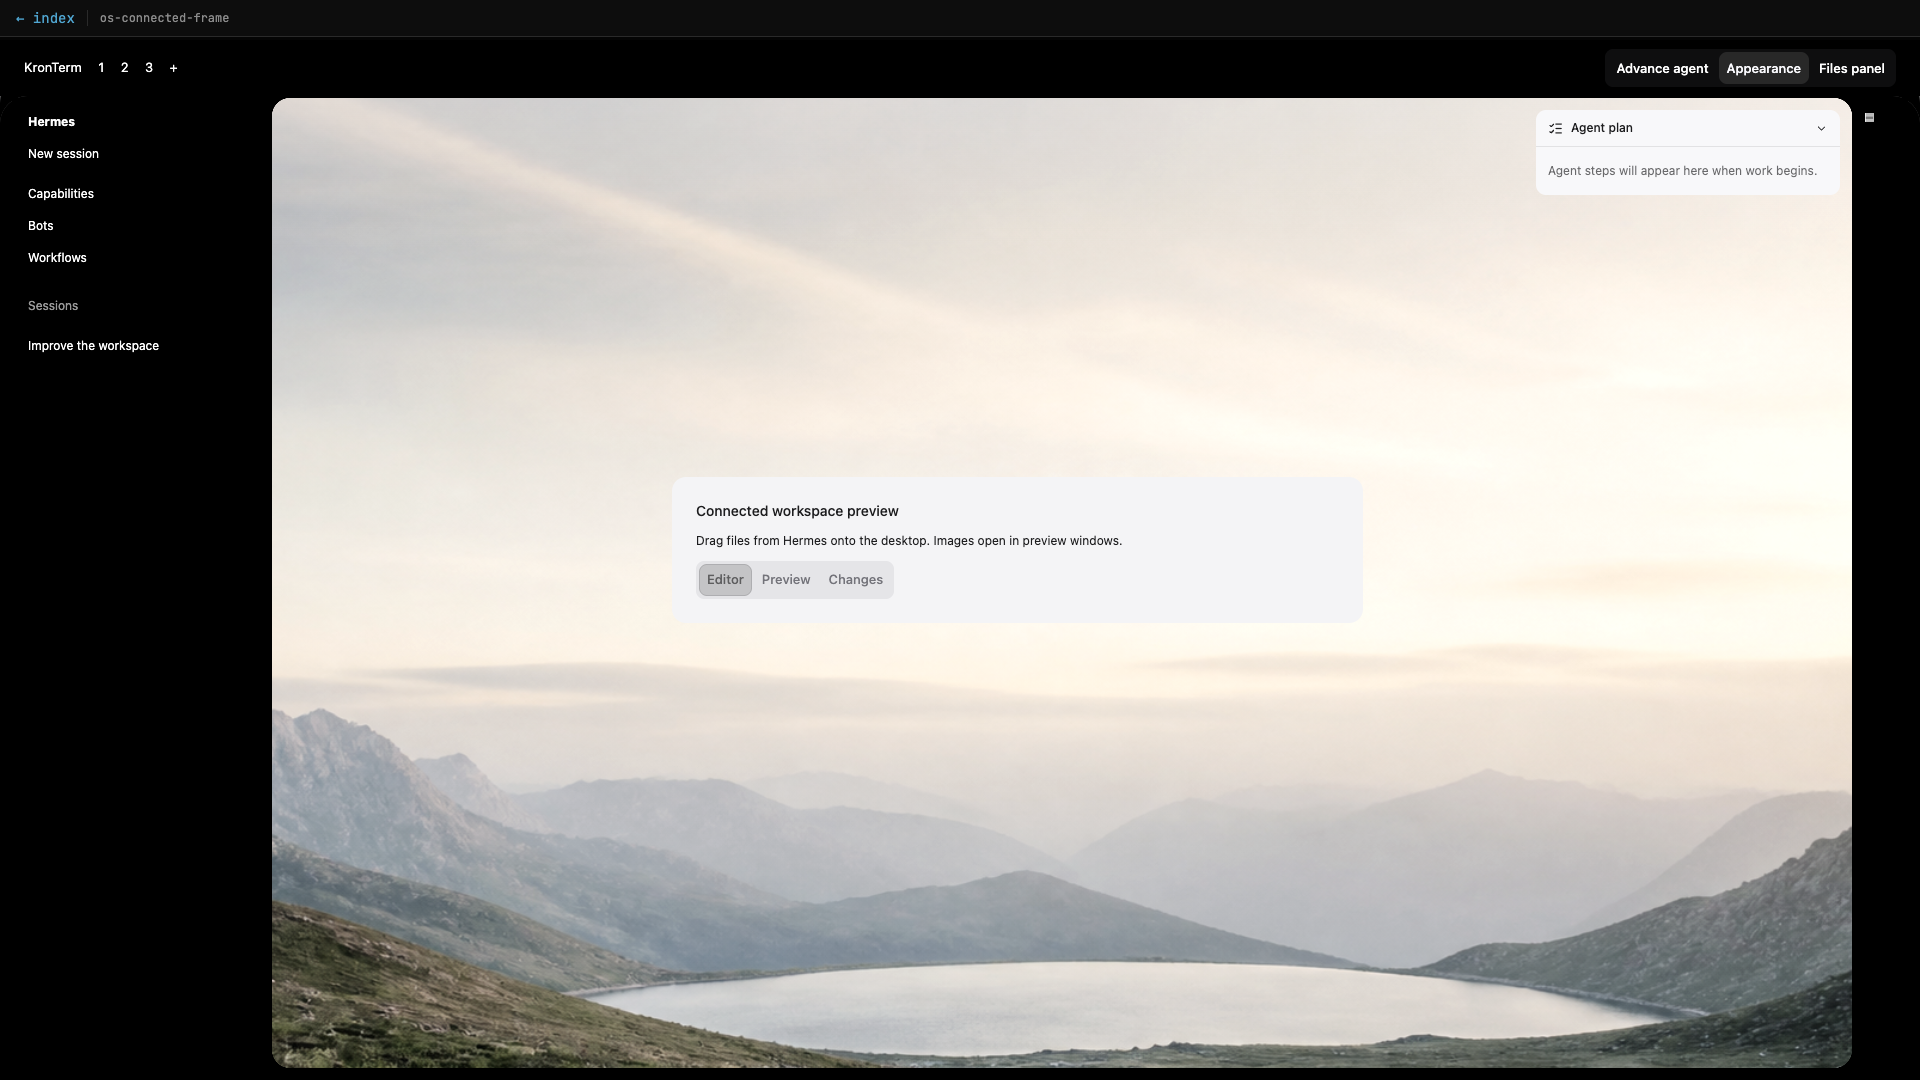 ← index
os-connected-frame
KronTerm 1 2 3 +
Advance agent Appearance Files panel
Hermes
New session
Capabilities
Bots
Workflows
Sessions
Improve the workspace
Agent plan
Agent steps will appear here when work begins.
Connected workspace preview
Drag files from Hermes onto the desktop. Images open in preview windows.
Editor Preview Changes